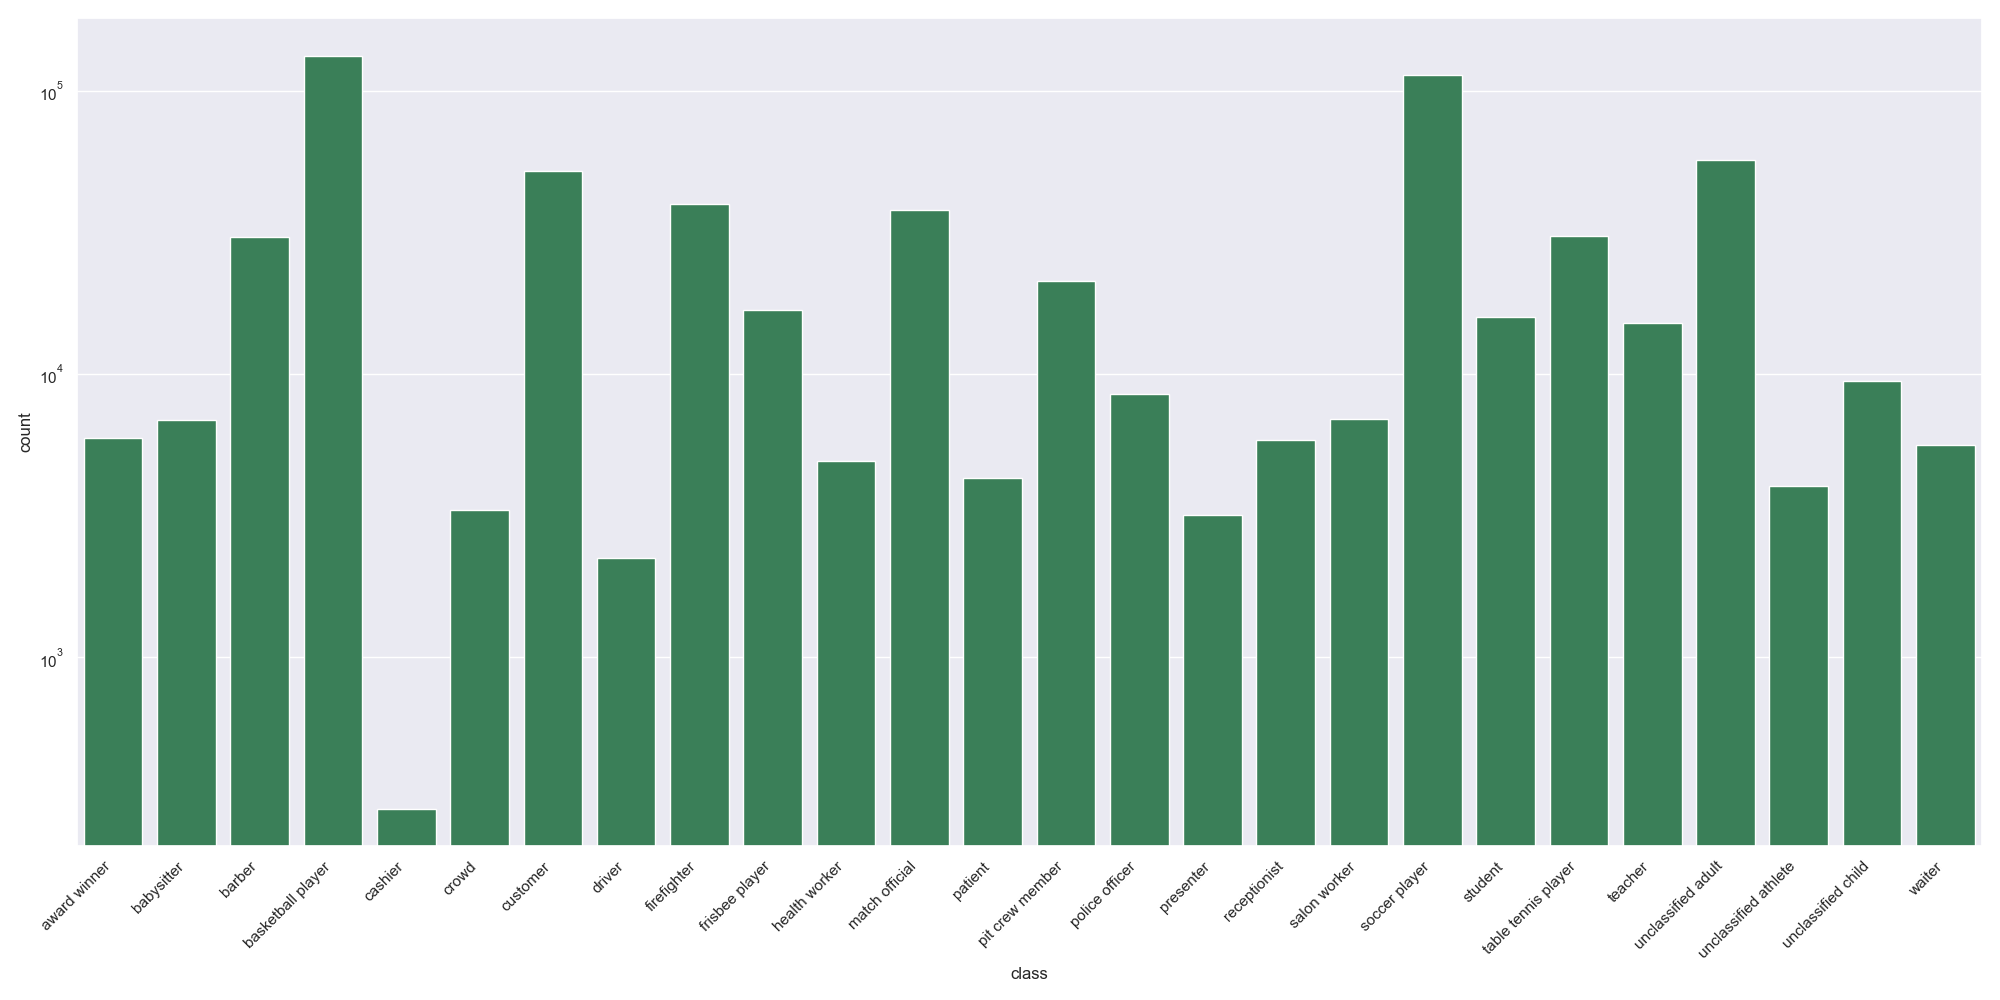 10^5
10^4
10^3
count
award winner
babysitter
barber
basketball player
cashier
crowd
customer
driver
firefighter
frisbee player
health worker
match official
patient
pit crew member
police officer
presenter
receptionist
salon worker
soccer player
student
table tennis player
teacher
unclassified adult
unclassified athlete
unclassified child
waiter
class